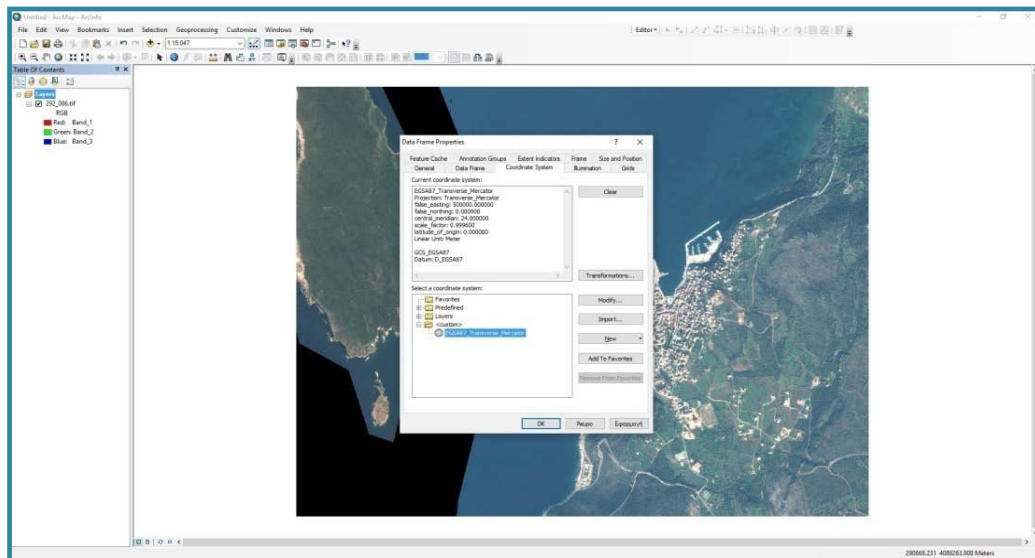 Untitled - ArcMap - ArcInfo
File Edit View Bookmarks Insert Selection Geoprocessing Customize Windows Help
Editor
1:15.047
Table Of Contents
Layers
292_086.tif
RGB
Red: Band_1
Green: Band_2
Blue: Band_3
Data Frame Properties
Feature Cache Annotation Groups Extent Indicators Frame Size and Position
General Data Frame Coordinate System Illumination Grids
Current coordinate system:
EGSA87_Transverse_Mercator
Projection: Transverse_Mercator
false_easting: 500000.000000
false_northing: 0.000000
central_meridian: 24.000000
scale_factor: 0.999600
latitude_of_origin: 0.000000
Linear Unit: Meter
GCS_EGSA87
Datum: D_EGSA87
Clear
Transformations...
Select a coordinate system:
Favorites
Predefined
Layers
<custom>
EGSA87_Transverse_Mercator
Modify...
Import...
New
Add To Favorites
Remove From Favorites
OK Άκυρο Εφαρμογή
Meters